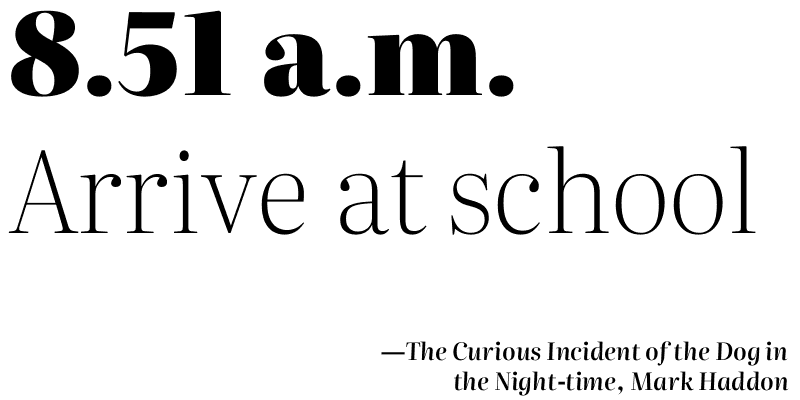 8.51 a.m.
Arrive at school
—The Curious Incident of the Dog in
the Night-time, Mark Haddon